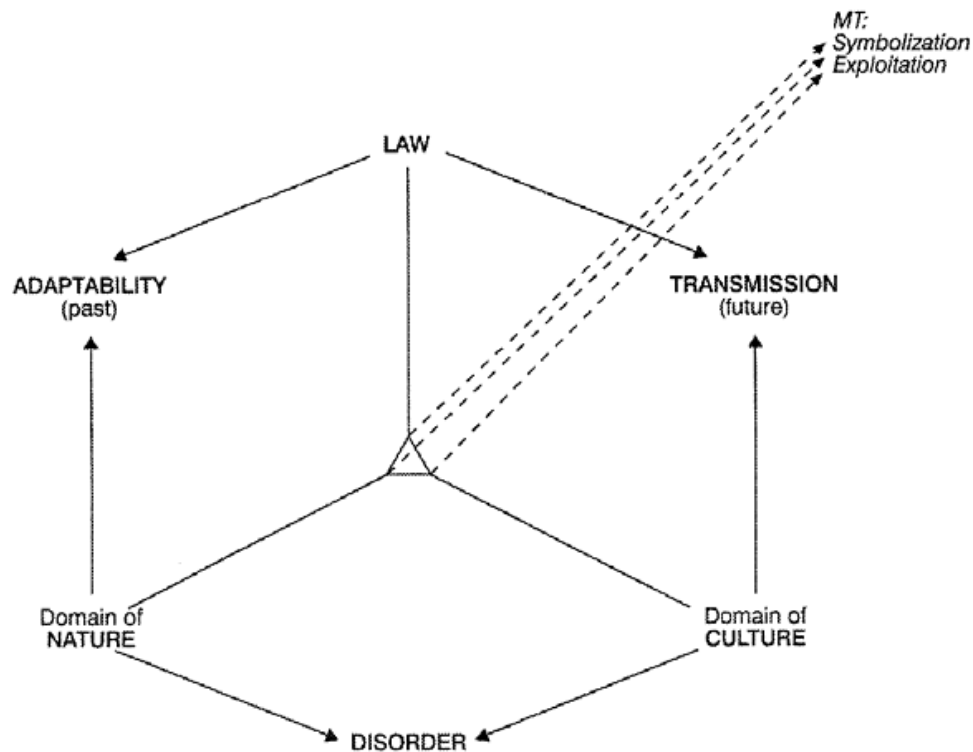 MT:
Symbolization
Exploitation
LAW
ADAPTABILITY
(past)
TRANSMISSION
(future)
Domain of
NATURE
Domain of
CULTURE
DISORDER